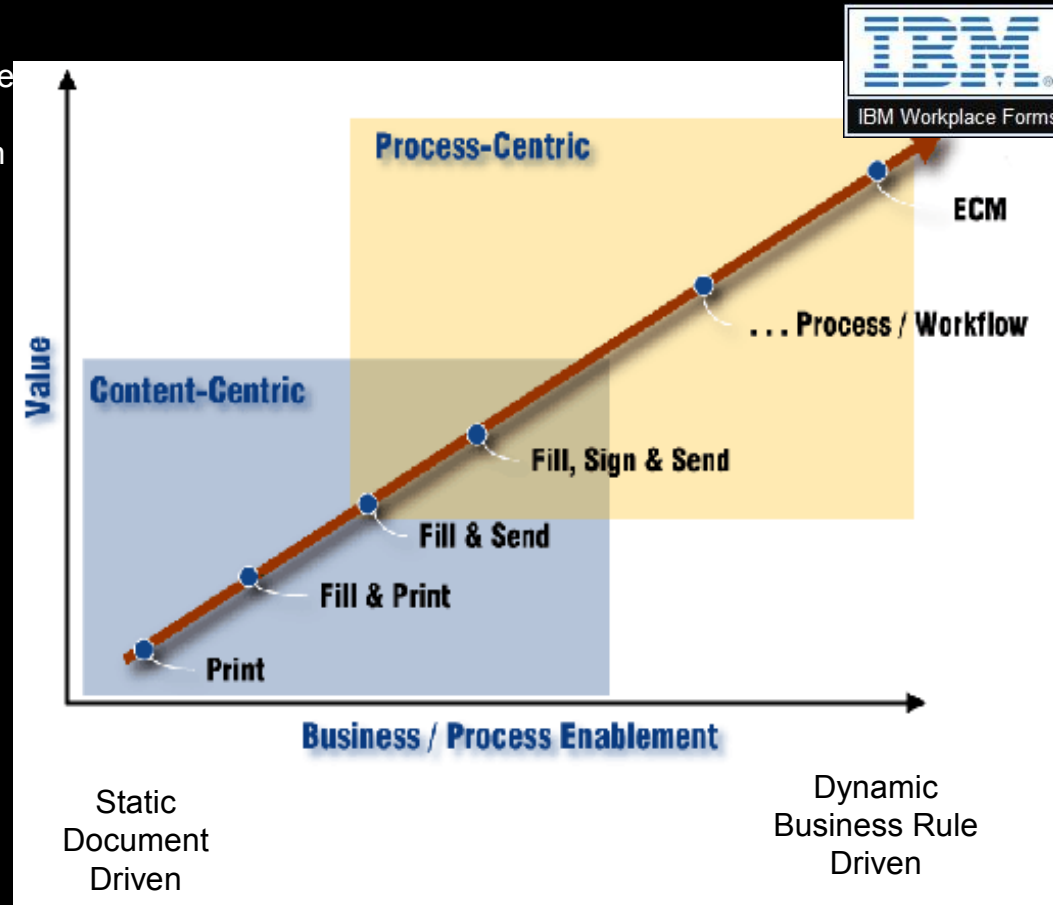 IBM
IBM Workplace Forms
Process-Centric
ECM
... Process / Workflow
Value
Content-Centric
Fill, Sign & Send
Fill & Send
Fill & Print
Print
Business / Process Enablement
Static
Document
Driven
Dynamic
Business Rule
Driven